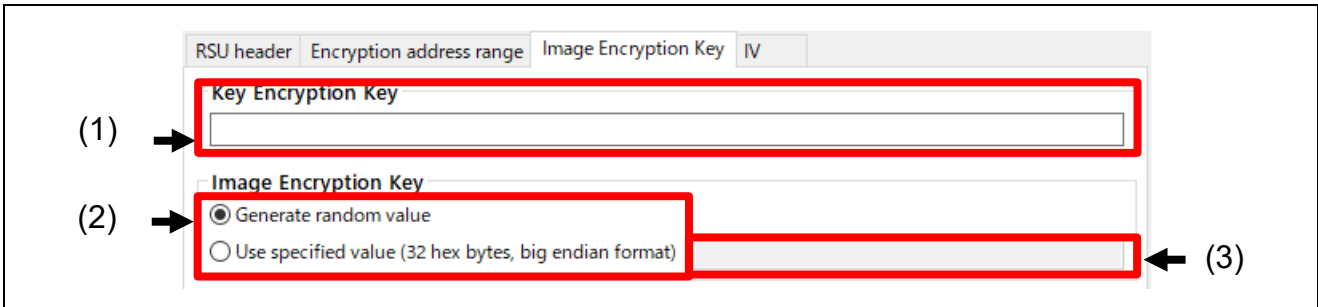 RSU header Encryption address range Image Encryption Key IV
Key Encryption Key
(1)
Image Encryption Key
(2)
Generate random value
Use specified value (32 hex bytes, big endian format)
(3)